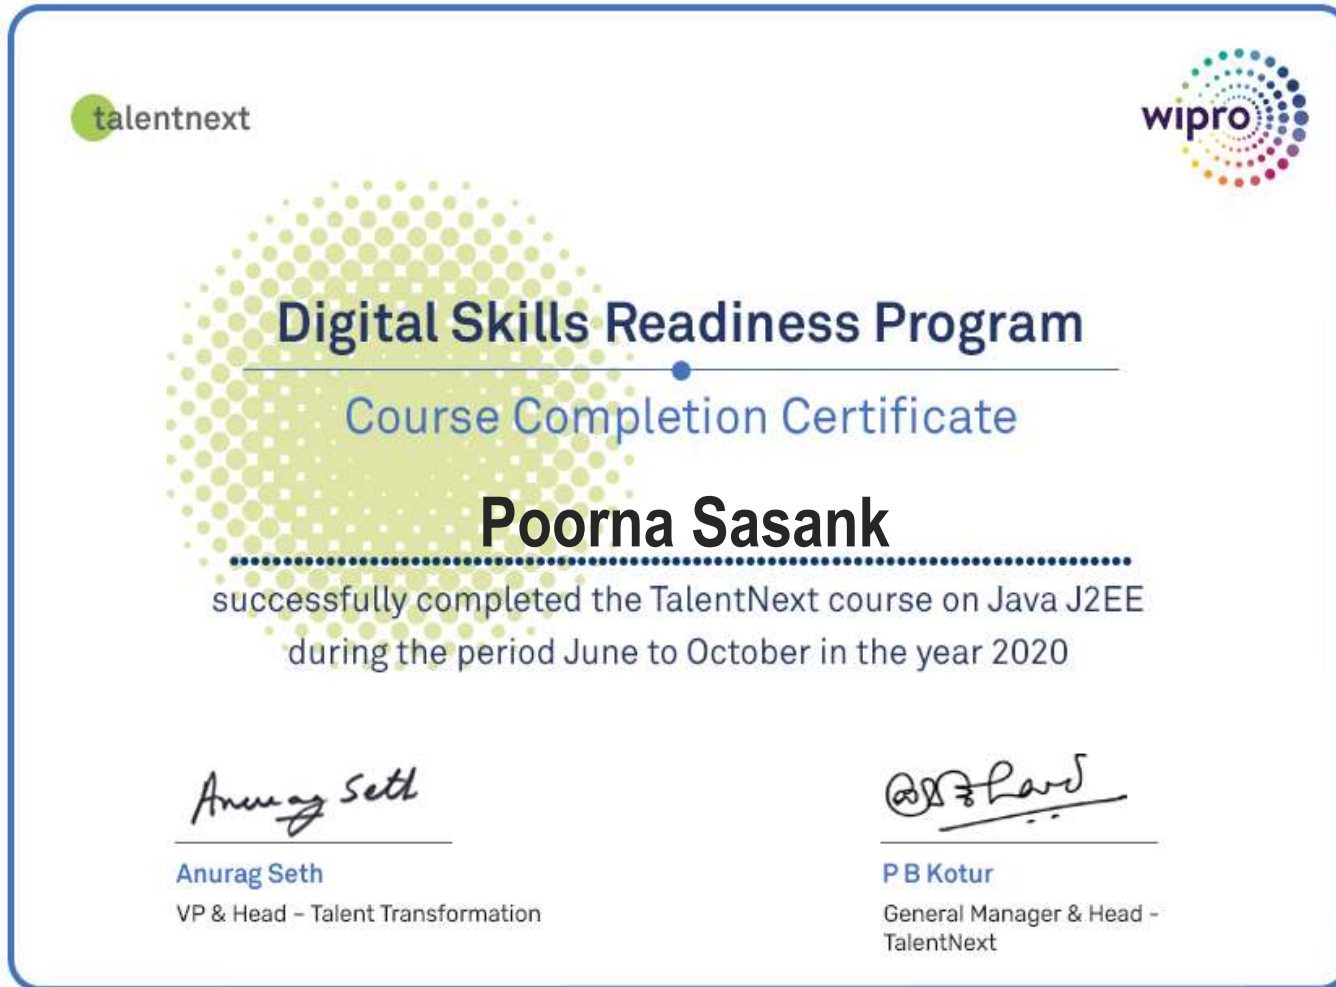 talentnext
wipro
Digital Skills Readiness Program
Course Completion Certificate
Poorna Sasank
successfully completed the TalentNext course on Java J2EE
during the period June to October in the year 2020
Anurag Seth
Anurag Seth
P B Kotur
VP & Head – Talent Transformation
General Manager & Head -
TalentNext